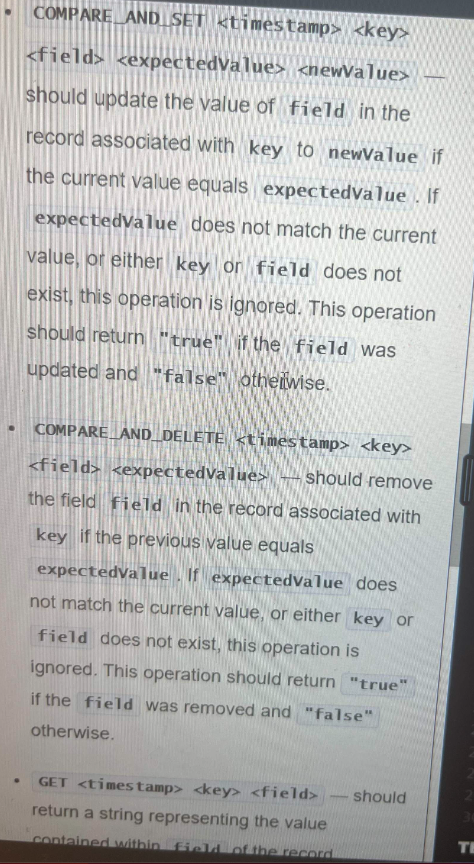 • COMPARE_AND_SET <timestamp> <key>
<field> <expectedValue> <newValue> —
should update the value of field in the
record associated with key to newValue if
the current value equals expectedValue . If
expectedValue does not match the current
value, or either key or field does not
exist, this operation is ignored. This operation
should return "true" if the field was
updated and "false" otherwise.
• COMPARE_AND_DELETE <timestamp> <key>
<field> <expectedValue> — should remove
the field field in the record associated with
key if the previous value equals
expectedValue . If expectedValue does
not match the current value, or either key or
field does not exist, this operation is
ignored. This operation should return "true"
if the field was removed and "false"
otherwise.
• GET <timestamp> <key> <field> — should
return a string representing the value
contained within field of the record